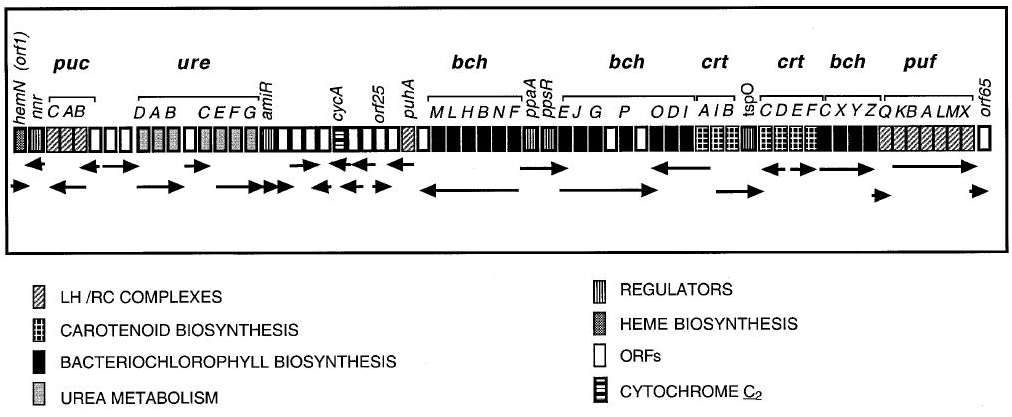 hemN (orf1)
nnr
puc
ure
amiR
cycA
orf25
puhA
bch
ppaA
ppsR
bch
crt
tspO
crt
bch
puf
orf65
C A B
D A B
C E F G
M L H B N F
E J G P O D I
A I B
C D E F
C X Y Z
Q K B A L M X
LH /RC COMPLEXES
CAROTENOID BIOSYNTHESIS
BACTERIOCHLOROPHYLL BIOSYNTHESIS
UREA METABOLISM
REGULATORS
HEME BIOSYNTHESIS
ORFs
CYTOCHROME C2